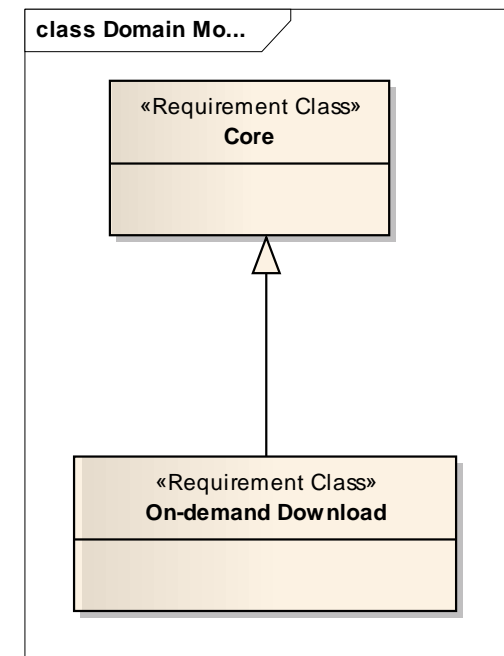 class Domain Mo...
«Requirement Class»
Core
«Requirement Class»
On-demand Download